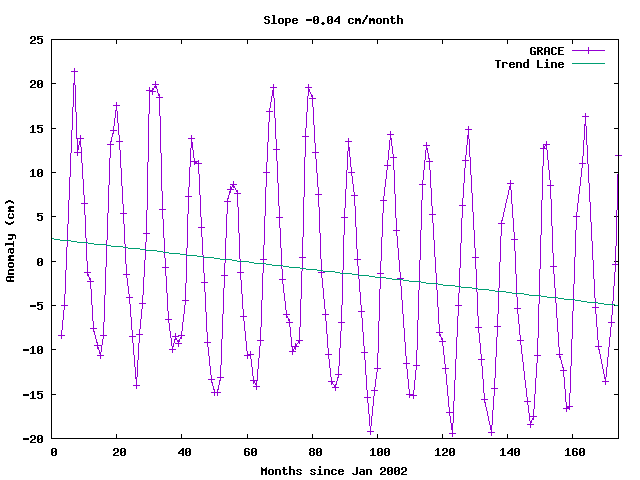 Slope -0.04 cm/month
25
20
15
10
5
0
-5
-10
-15
-20
Anomaly (cm)
GRACE
Trend Line
0 20 40 60 80 100 120 140 160
Months since Jan 2002